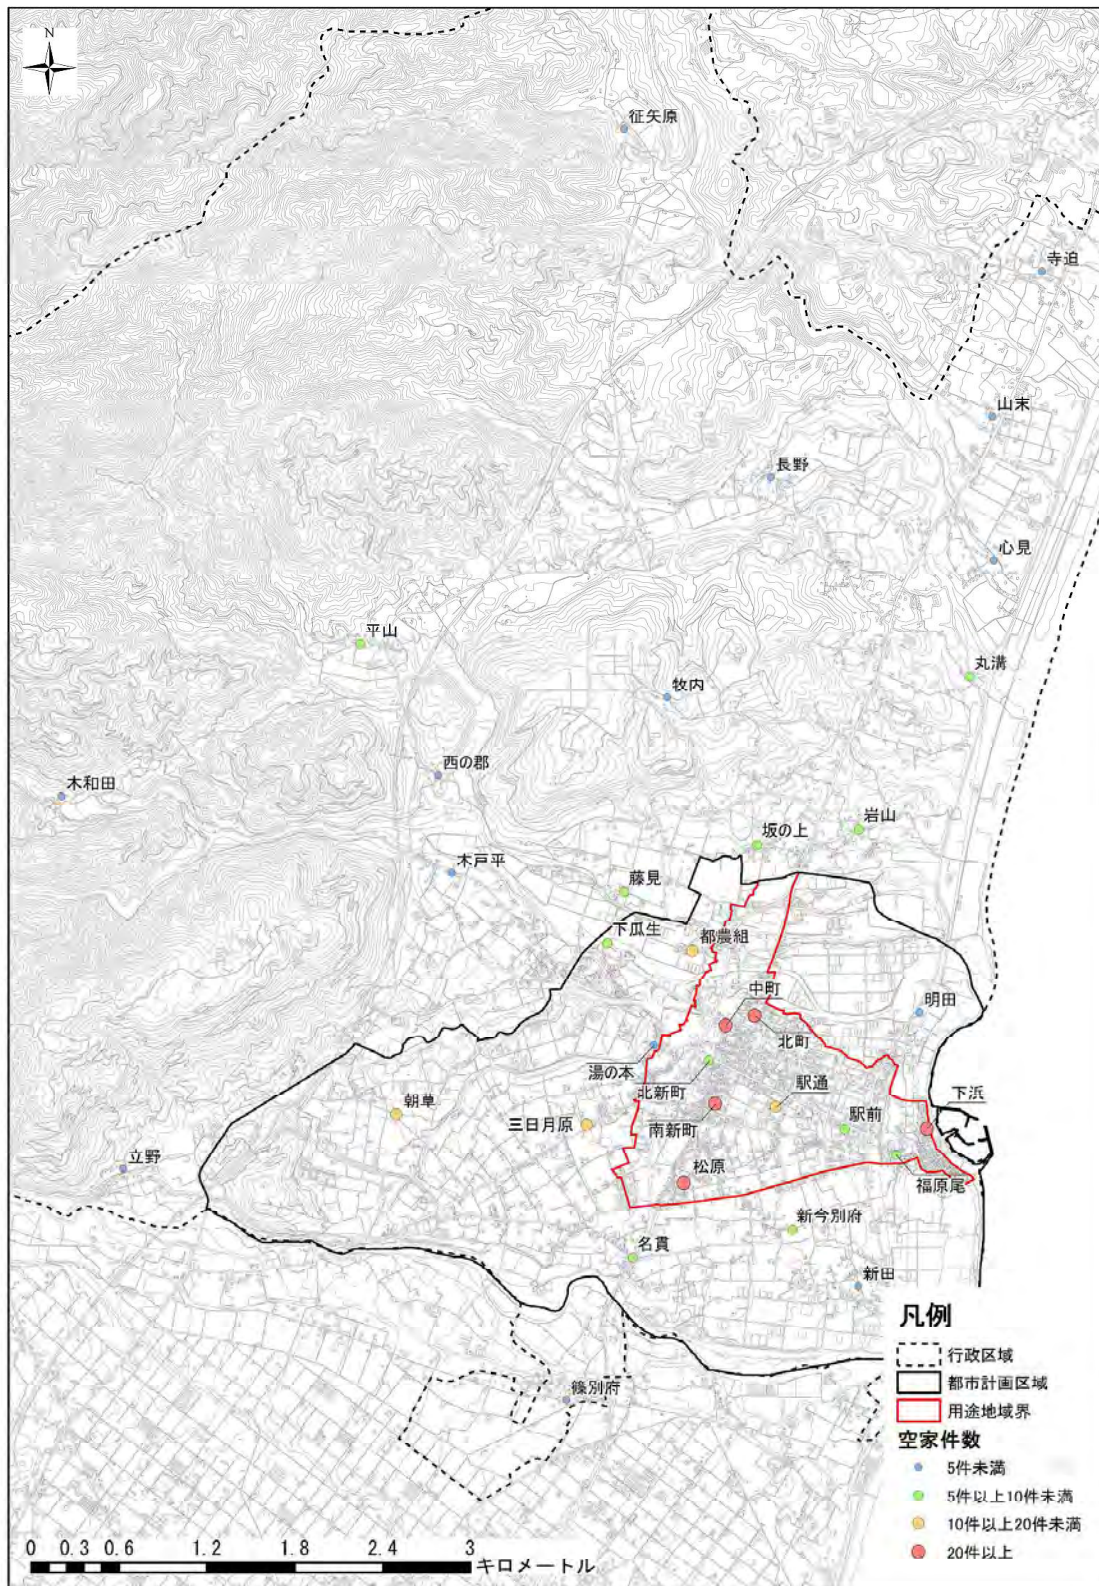 N
征矢原
寺迫
山末
長野
心見
平山
丸溝
牧内
西の郡
木和田
岩山
坂の上
木戸平
藤見
下瓜生
都農組
中町
明田
北町
湯の本
北新町
駅通
下浜
朝草
三日月原
南新町
駅前
立野
松原
福原尾
新今別府
名貫
新田
篠別府
凡例
行政区域
都市計画区域
用途地域界
空家件数
5件未満
5件以上10件未満
10件以上20件未満
20件以上
0 0.3 0.6 1.2 1.8 2.4 3 キロメートル